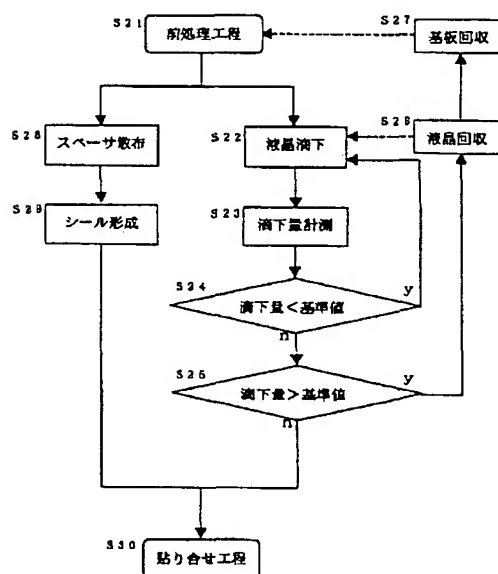 S21
前処理工程
S27
基板回収
S28
スペーサ散布
S22
液晶滴下
S26
液晶回収
S29
シール形成
S23
滴下量計測
S24
滴下量<基準値
y
n
S25
滴下量>基準値
y
n
S30
貼り合せ工程